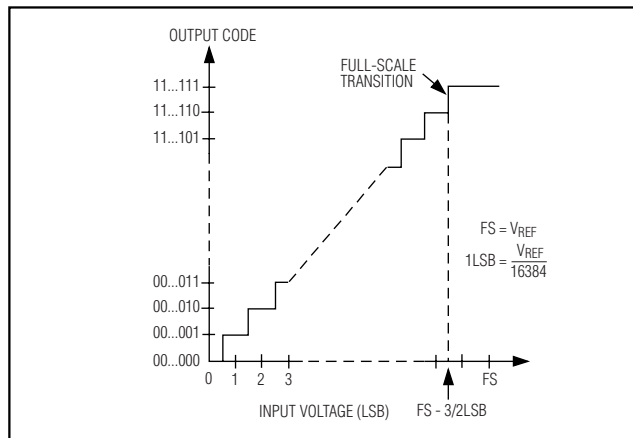 OUTPUT CODE
FULL-SCALE
TRANSITION
11...111
11...110
11...101
FS = VREF
1LSB = VREF
16384
00...011
00...010
00...001
00...000
0 1 2 3 FS
INPUT VOLTAGE (LSB) FS - 3/2LSB